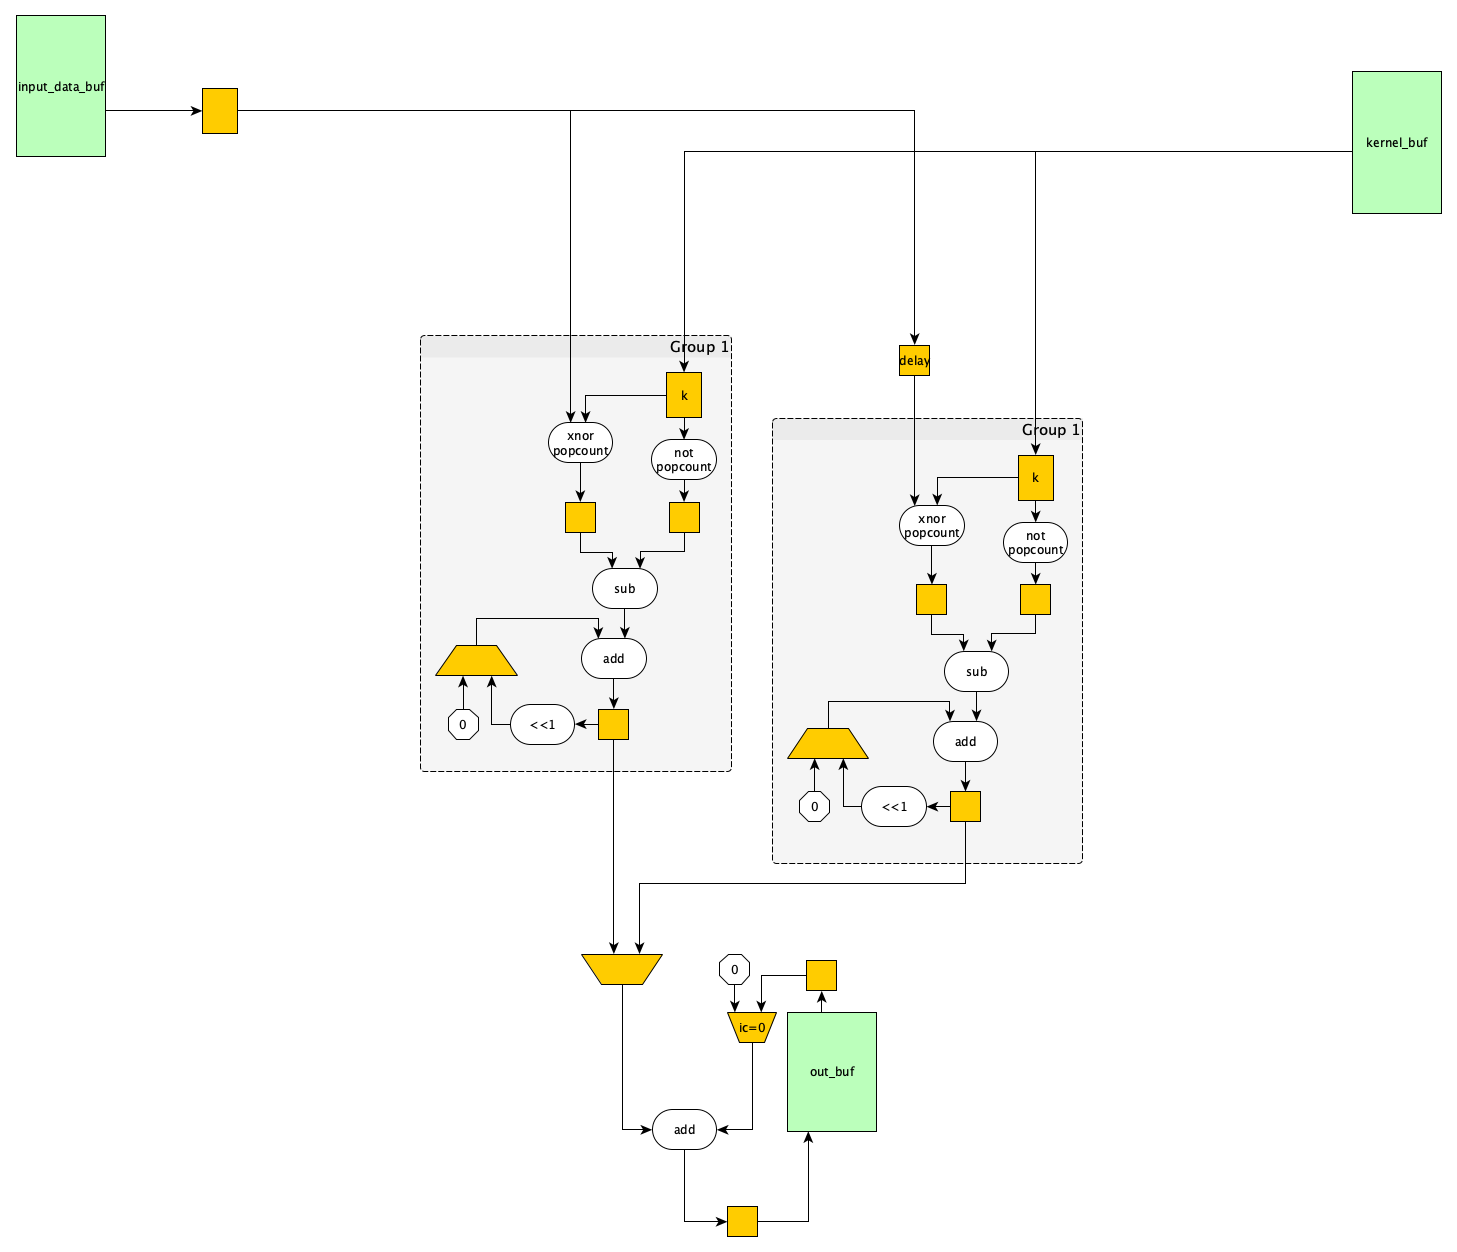 input_data_buf
kernel_buf
Group 1
k
xnor
popcount
not
popcount
sub
add
0
<<1
delay
Group 1
k
xnor
popcount
not
popcount
sub
add
0
<<1
0
ic=0
out_buf
add